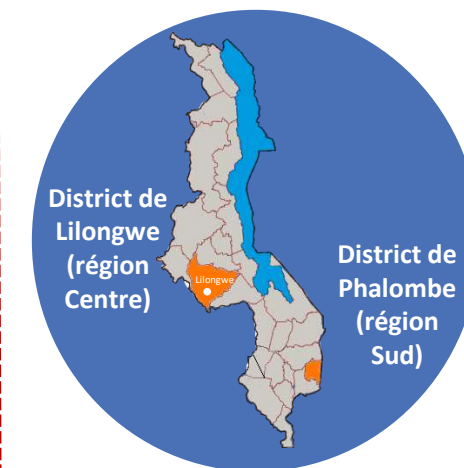 District de
Lilongwe
(région
Centre)
Lilongwe
District de
Phalombe
(région
Sud)